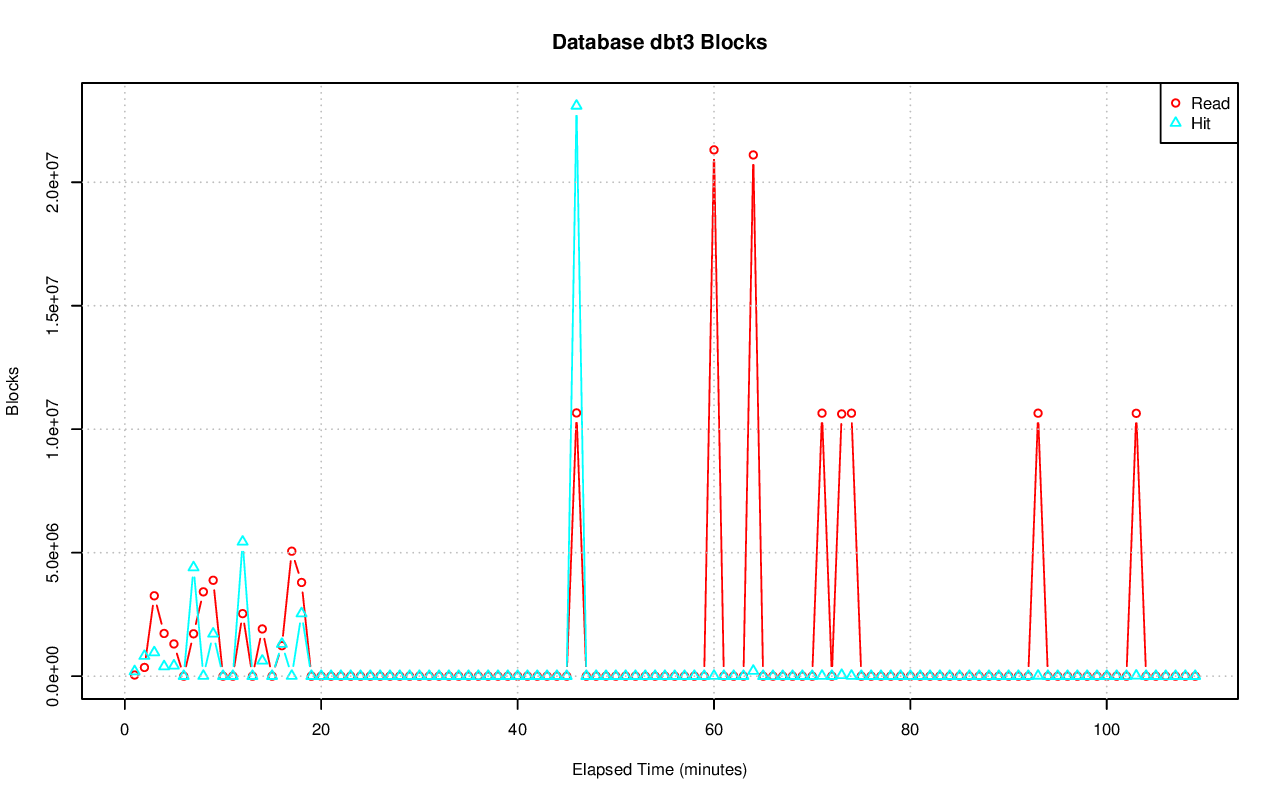 Database dbt3 Blocks
Read
Hit
Blocks
2.0e+07
1.5e+07
1.0e+07
5.0e+06
0.0e+00
0 20 40 60 80 100
Elapsed Time (minutes)